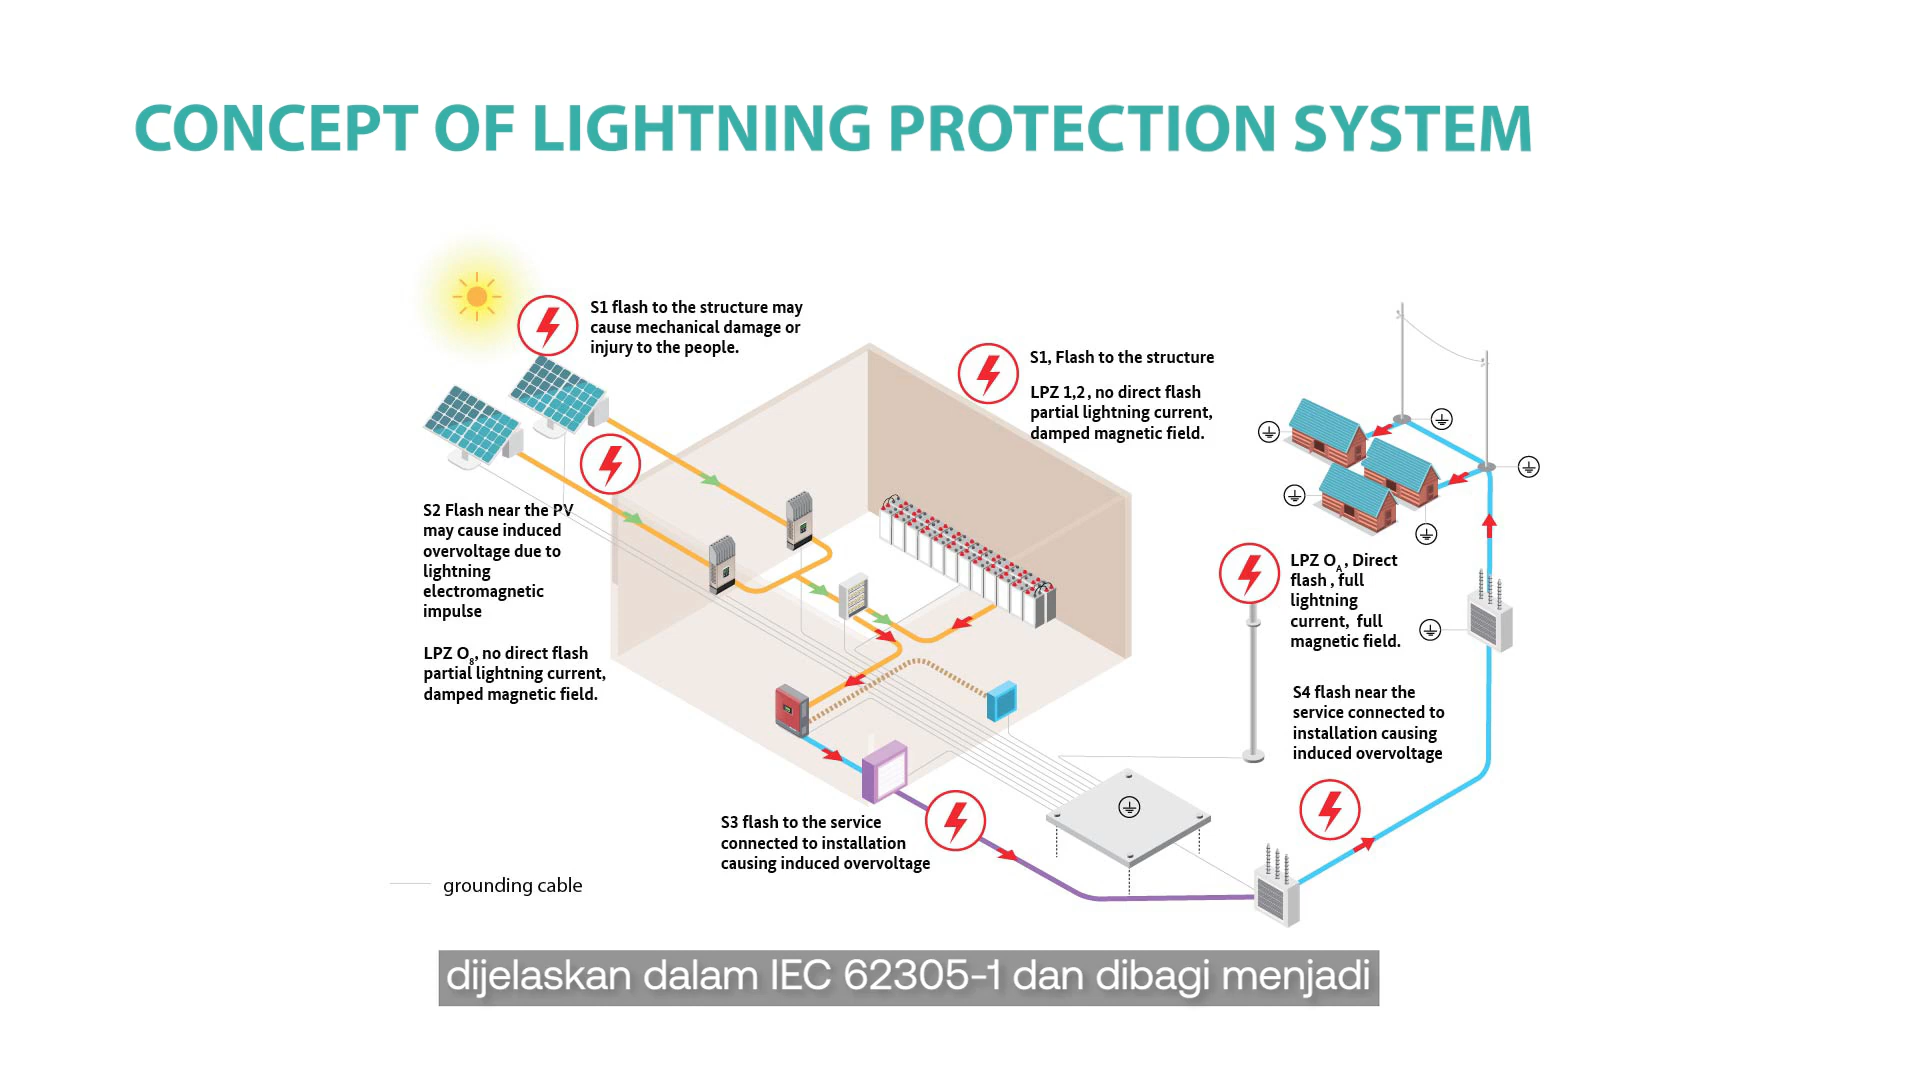 CONCEPT OF LIGHTNING PROTECTION SYSTEM
S1 flash to the structure may
cause mechanical damage or
injury to the people.
S1, Flash to the structure
LPZ 1,2 , no direct flash
partial lightning current,
damped magnetic field.
S2 Flash near the PV
may cause induced
overvoltage due to
lightning
electromagnetic
impulse
LPZ O8, no direct flash
partial lightning current,
damped magnetic field.
LPZ OA , Direct
flash , full
lightning
current, full
magnetic field.
S4 flash near the
service connected to
installation causing
induced overvoltage
S3 flash to the service
connected to installation
causing induced overvoltage
grounding cable
dijelaskan dalam IEC 62305-1 dan dibagi menjadi